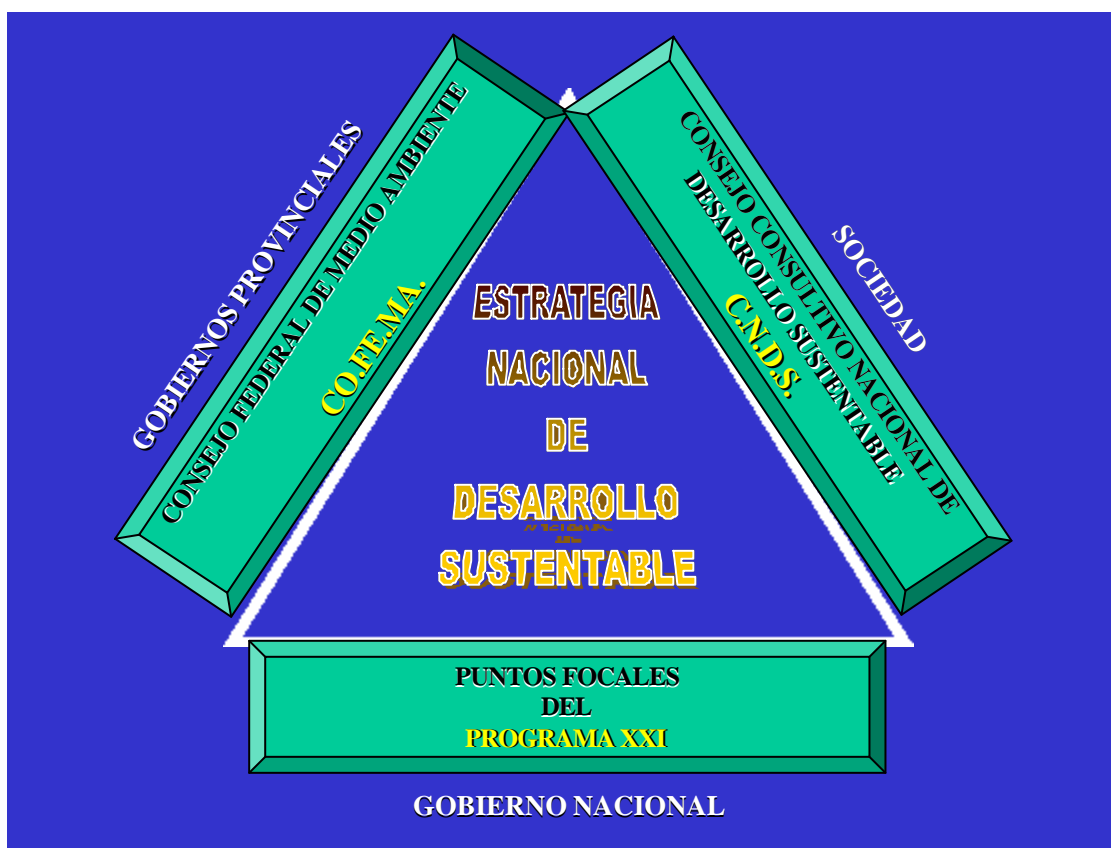 GOBIERNOS PROVINCIALES
CONSEJO FEDERAL DE MEDIO AMBIENTE
CO.FE.MA.
CONSEJO CONSULTIVO NACIONAL DE
DESARROLLO SUSTENTABLE
C.N.D.S.
SOCIEDAD
ESTRATEGIA
NACIONAL
DE
DESARROLLO
SUSTENTABLE
PUNTOS FOCALES
DEL
PROGRAMA XXI
GOBIERNO NACIONAL